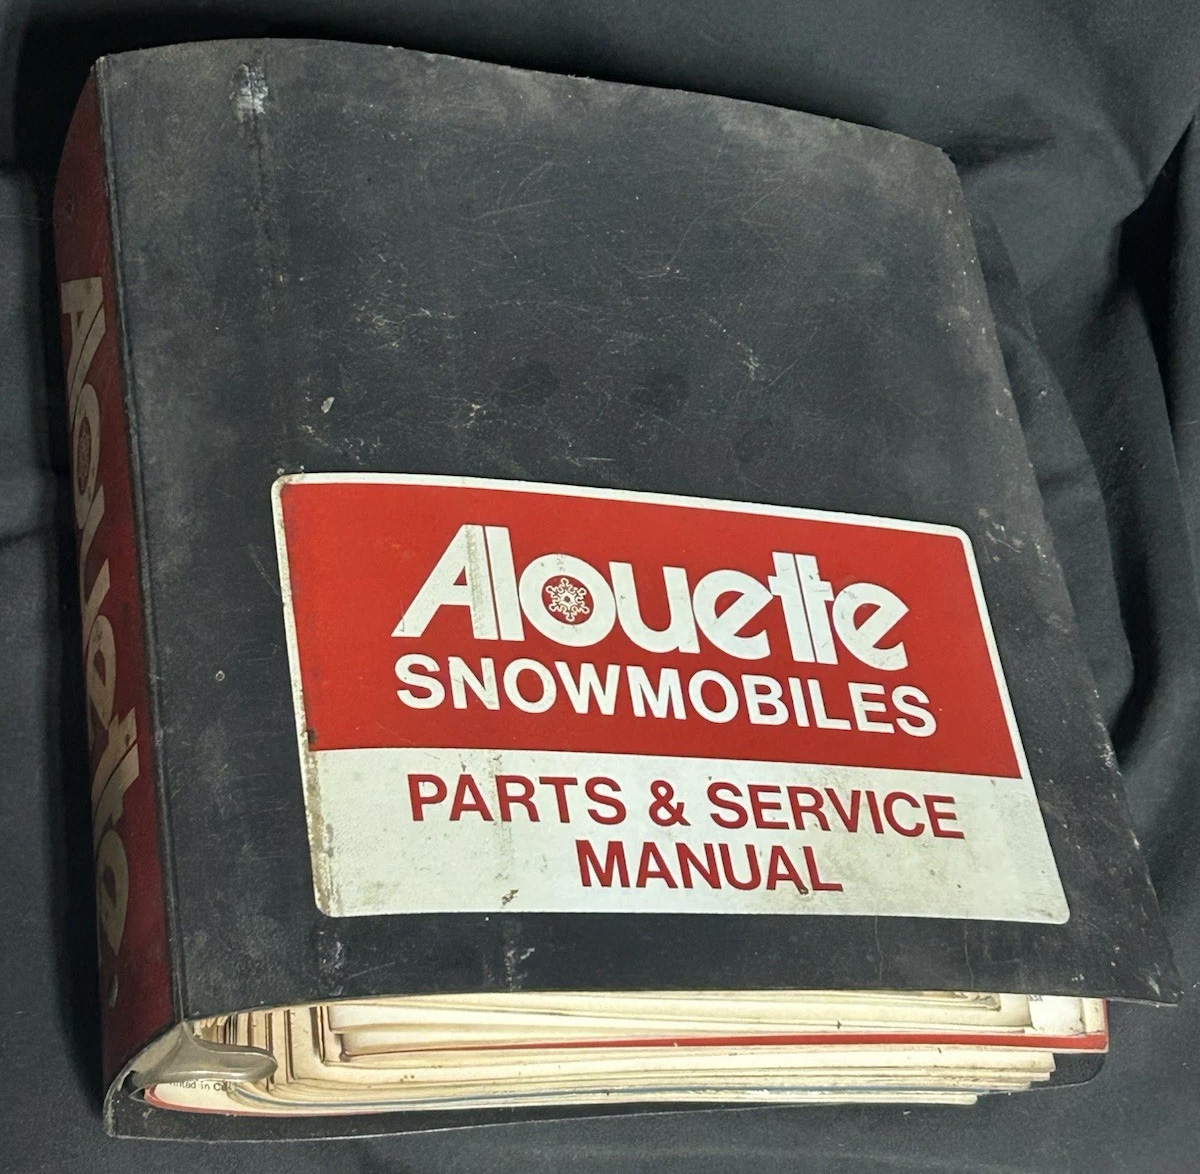 Alouette
SNOWMOBILES
PARTS & SERVICE
MANUAL
Alouette